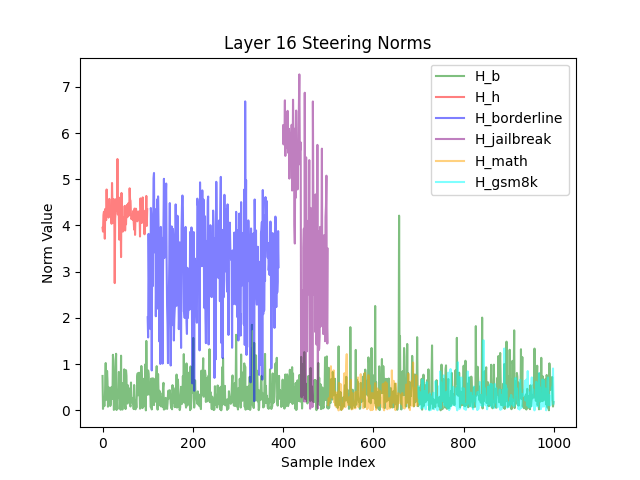 Layer 16 Steering Norms
H_b
H_h
H_borderline
H_jailbreak
H_math
H_gsm8k
Norm Value
7
6
5
4
3
2
1
0
0 200 400 600 800 1000
Sample Index